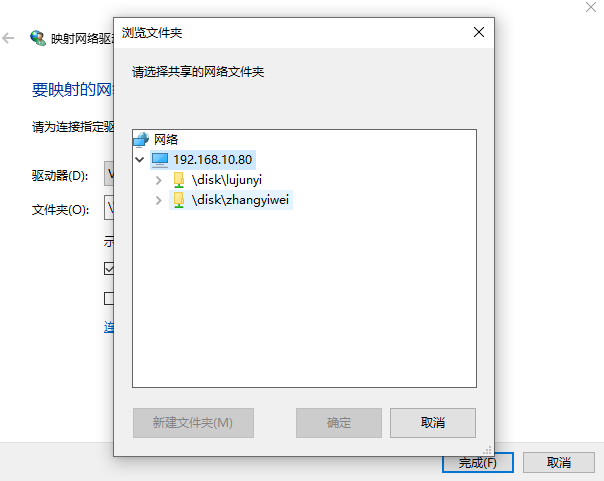 映射网络驱动
要映射的网
请为连接指定驱
驱动器(D):
文件夹(O):
浏览文件夹
请选择共享的网络文件夹
网络
192.168.10.80
\disk\lujunyi
\disk\zhangyiwei
新建文件夹(M)
确定
取消
完成(F)
取消